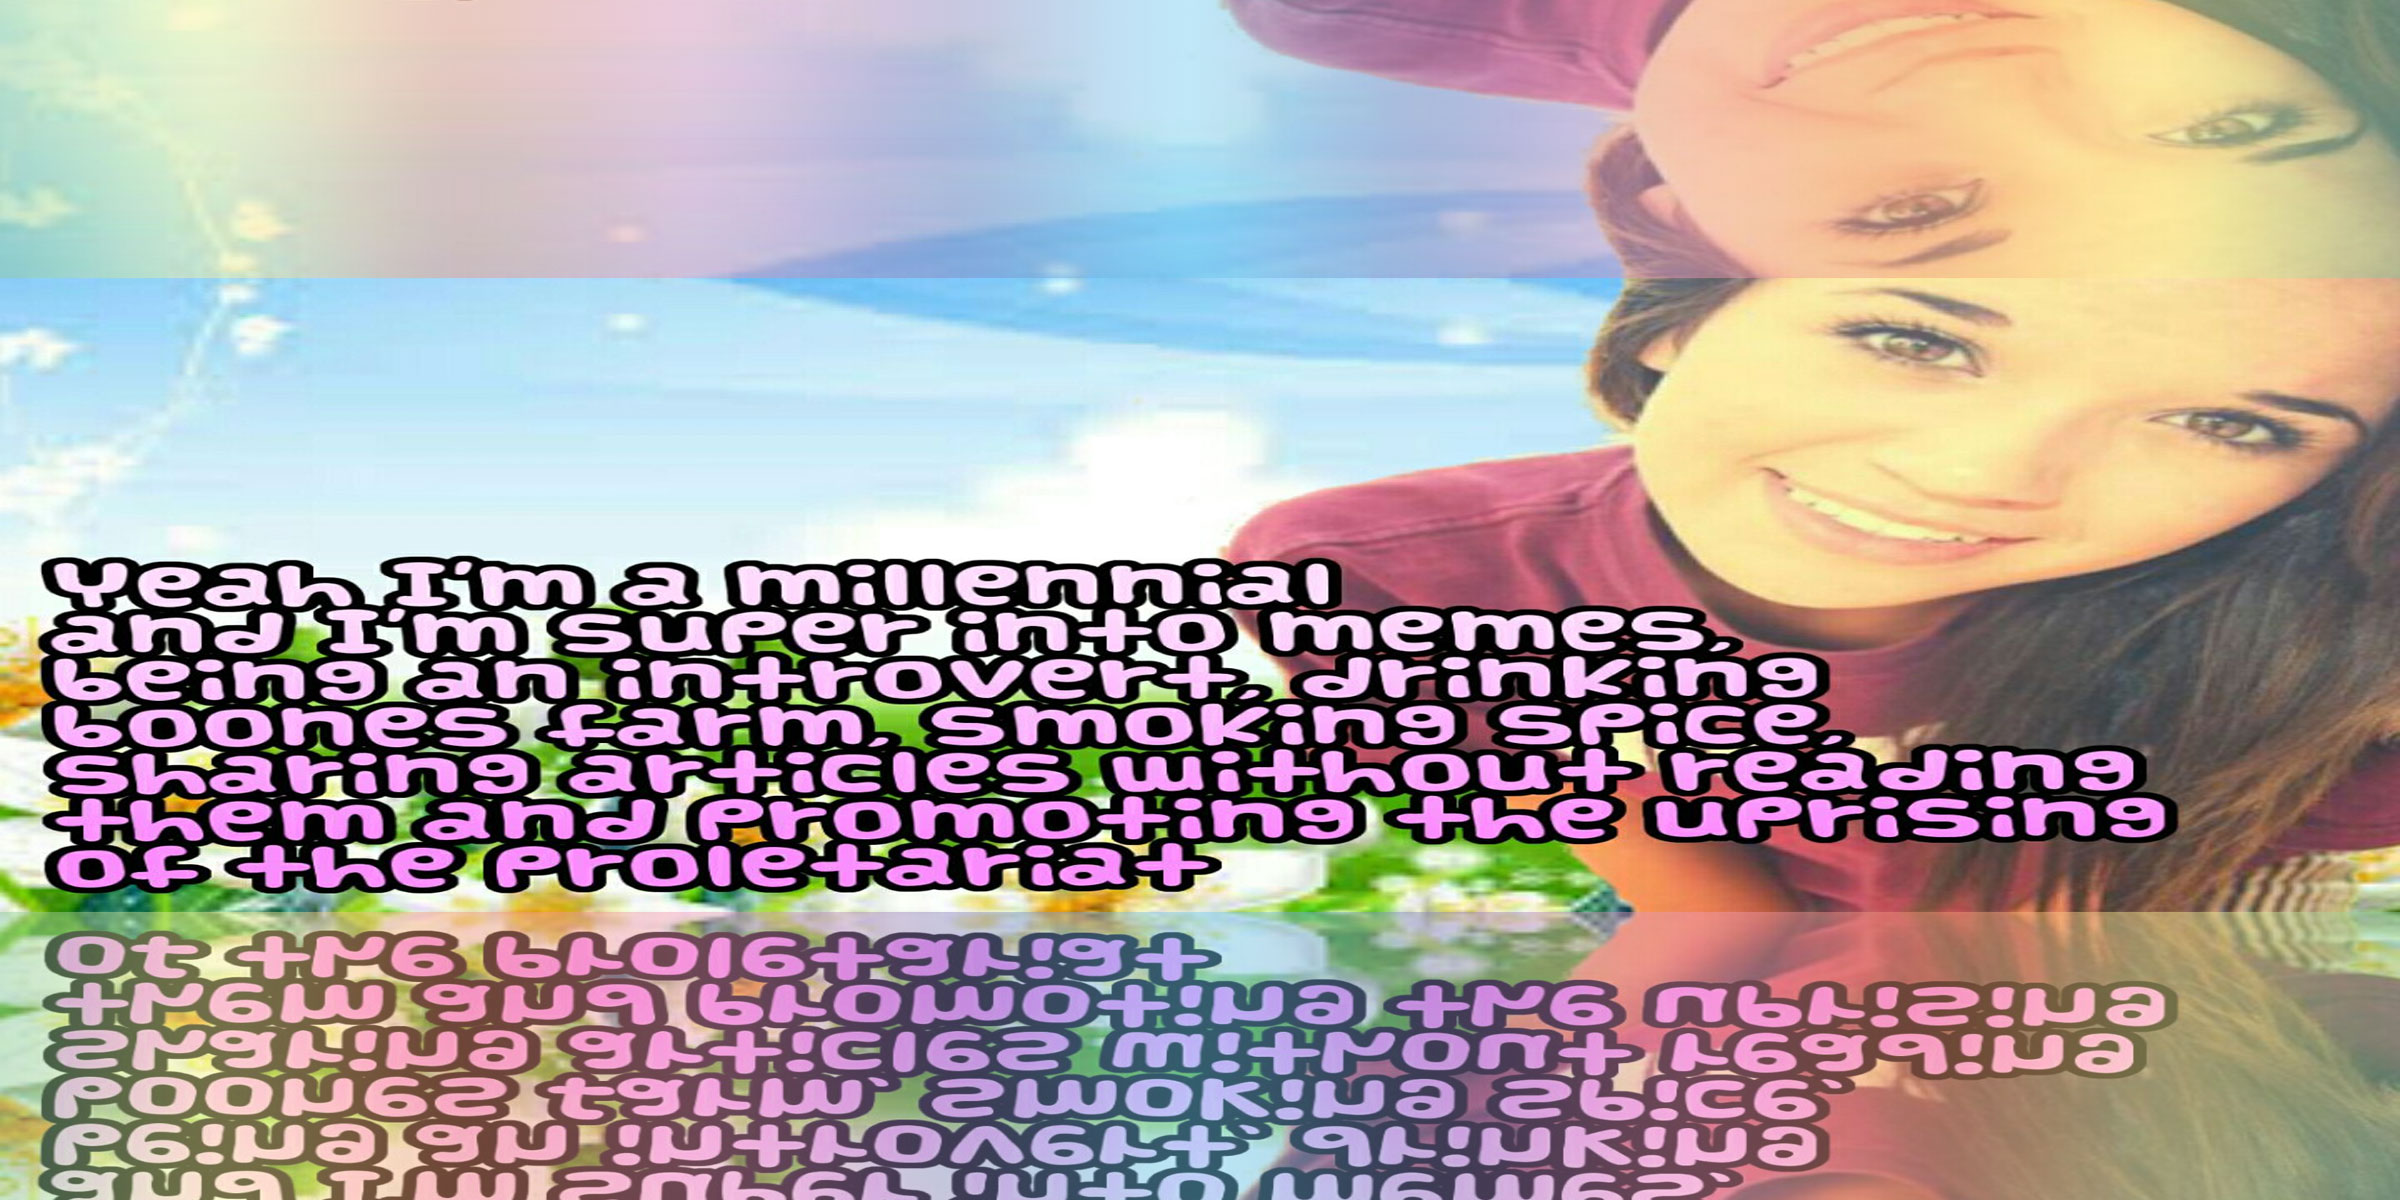 Yeah I'm a millennial
and I'm super into memes,
being an introvert, drinking
boones farm, smoking spice,
sharing articles without reading
them and promoting the uprising
of the proletariat